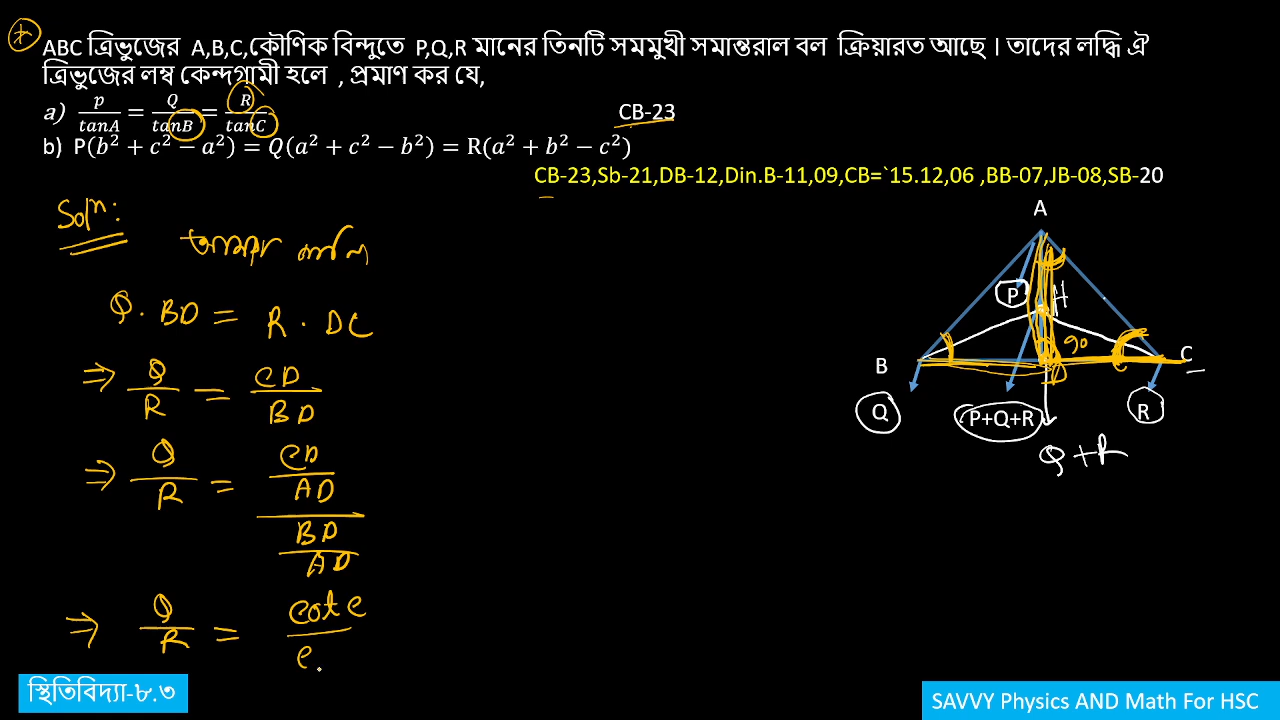 ABC ত্রিভুজের A,B,C,কৌণিক বিন্দুতে P,Q,R মানের তিনটি সমমুখী সমান্তরাল বল ক্রিয়ারত আছে । তাদের লদ্ধি ঐ
ত্রিভুজের লম্ব কেন্দগামী হলে , প্রমাণ কর যে,
a) p/tanA = Q/tanB = R/tanC
CB-23
b) P(b² + c² − a²) = Q(a² + c² − b²) = R(a² + b² − c²)
CB-23,Sb-21,DB-12,Din.B-11,09,CB=`15.12,06 ,BB-07,JB-08,SB-20
Solⁿ:
Q . BD = R . DC
⇒ Q/R = CD/BD
⇒ Q/R = (CD/AD)/(BD/AD)
⇒ Q/R = cot C/c
A
P
H
90
B
D
C
Q
P+Q+R
R
Q+R
স্থিতিবিদ্যা-৮.৩
SAVVY Physics AND Math For HSC